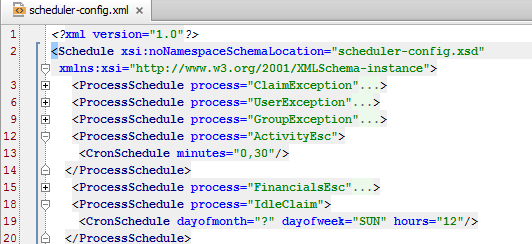 scheduler-config.xml ×
1 <?xml version="1.0"?>
2 <Schedule xsi:noNamespaceSchemaLocation="scheduler-config.xsd"
xmlns:xsi="http://www.w3.org/2001/XMLSchema-instance">
3 <ProcessSchedule process="ClaimException"...>
6 <ProcessSchedule process="UserException"...>
9 <ProcessSchedule process="GroupException"...>
12 <ProcessSchedule process="ActivityEsc">
13 <CronSchedule minutes="0,30"/>
14 </ProcessSchedule>
15 <ProcessSchedule process="FinancialsEsc"...>
18 <ProcessSchedule process="IdleClaim">
19 <CronSchedule dayofmonth="?" dayofweek="SUN" hours="12"/>
20 </ProcessSchedule>